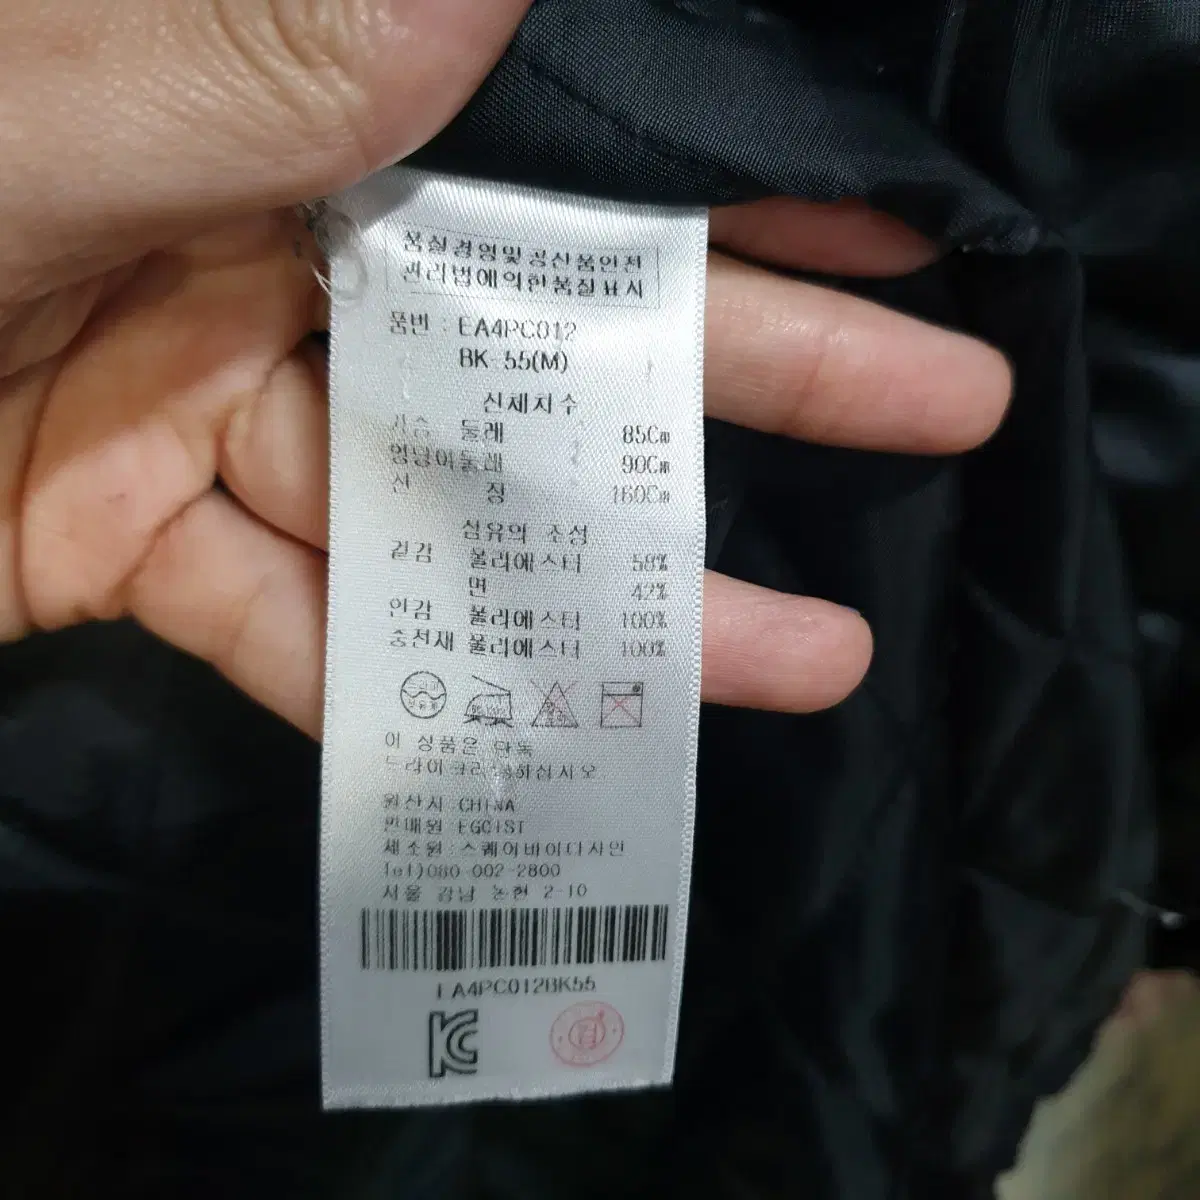 품질경영및공산품안전
관리법에의한품질표시
품번 : EA4PC012
BK-55(M)
신체치수
가슴 둘레 85Cm
엉덩이둘레 90Cm
신 장 160Cm
섬유의 조성
겉감 폴리에스터 58%
면 42%
안감 폴리에스터 100%
충전재 폴리에스터 100%
이 상품은 단독
드라이크리닝하십시오
원산지 CHINA
판매원 EGOIST
제조원 : 스퀘어바이디자인
Tel)080-002-2800
서울 강남 논현 2-10
EA4PC012BK55
KC